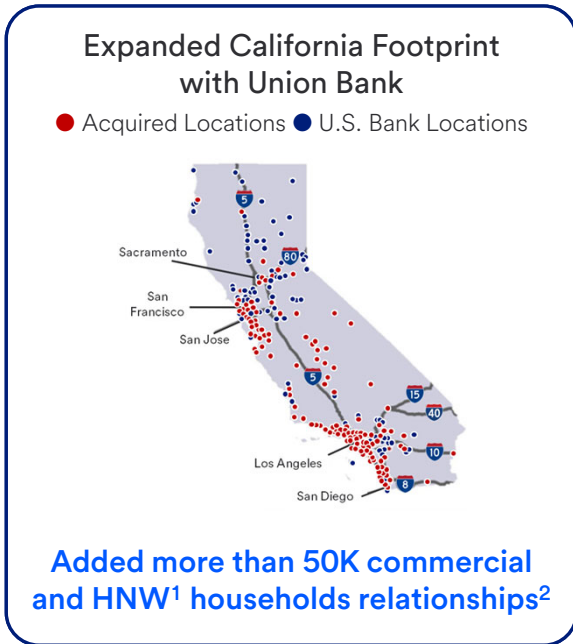 Expanded California Footprint
with Union Bank
Acquired Locations U.S. Bank Locations
5
80
Sacramento
San
Francisco
San Jose
5
15
40
Los Angeles
10
San Diego
8
Added more than 50K commercial
and HNW¹ households relationships²